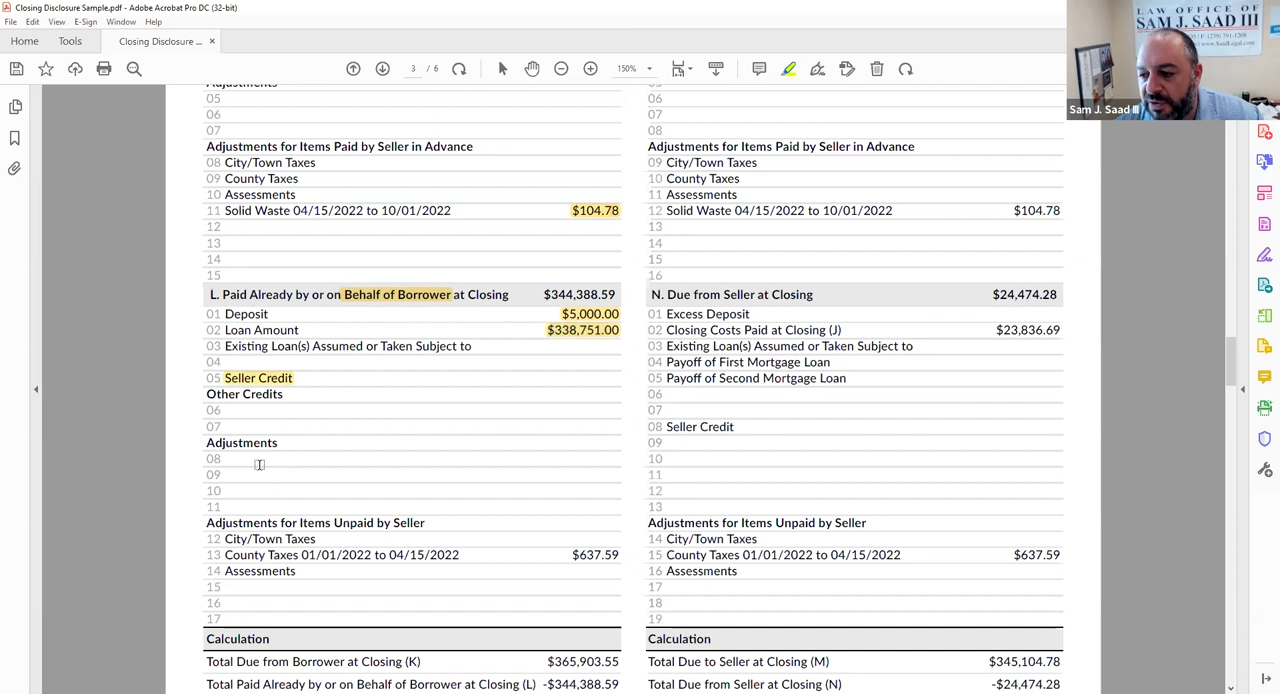 Closing Disclosure Sample.pdf - Adobe Acrobat Pro DC (32-bit)
File Edit View E-Sign Window Help
Home Tools Closing Disclosure ... ×
3 / 6 150%
LAW OFFICE OF
SAM J. SAAD III
Sam J. Saad III
Adjustments
05
06
07
Adjustments for Items Paid by Seller in Advance
08 City/Town Taxes
09 County Taxes
10 Assessments
11 Solid Waste 04/15/2022 to 10/01/2022 $104.78
12
13
14
15
L. Paid Already by or on Behalf of Borrower at Closing $344,388.59
01 Deposit $5,000.00
02 Loan Amount $338,751.00
03 Existing Loan(s) Assumed or Taken Subject to
04
05 Seller Credit
Other Credits
06
07
Adjustments
08
09
10
11
Adjustments for Items Unpaid by Seller
12 City/Town Taxes
13 County Taxes 01/01/2022 to 04/15/2022 $637.59
14 Assessments
15
16
17
Calculation
Total Due from Borrower at Closing (K) $365,903.55
Total Paid Already by or on Behalf of Borrower at Closing (L) -$344,388.59
06
07
08
Adjustments for Items Paid by Seller in Advance
09 City/Town Taxes
10 County Taxes
11 Assessments
12 Solid Waste 04/15/2022 to 10/01/2022 $104.78
13
14
15
16
N. Due from Seller at Closing $24,474.28
01 Excess Deposit
02 Closing Costs Paid at Closing (J) $23,836.69
03 Existing Loan(s) Assumed or Taken Subject to
04 Payoff of First Mortgage Loan
05 Payoff of Second Mortgage Loan
06
07
08 Seller Credit
09
10
11
12
13
Adjustments for Items Unpaid by Seller
14 City/Town Taxes
15 County Taxes 01/01/2022 to 04/15/2022 $637.59
16 Assessments
17
18
19
Calculation
Total Due to Seller at Closing (M) $345,104.78
Total Due from Seller at Closing (N) -$24,474.28